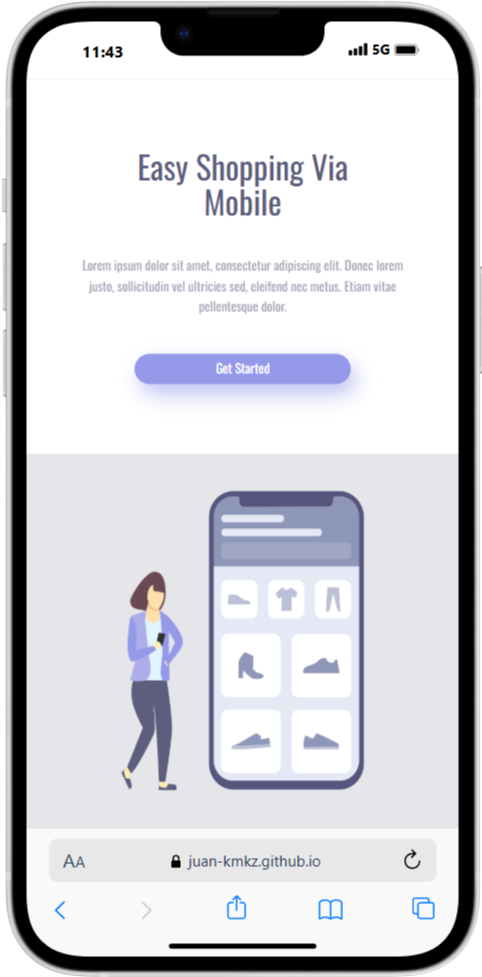 11:43
5G
Easy Shopping Via
Mobile
Lorem ipsum dolor sit amet, consectetur adipiscing elit. Donec lorem
justo, sollicitudin vel ultricies sed, eleifend nec metus. Etiam vitae
pellentesque dolor.
Get Started
AA
juan-kmkz.github.io